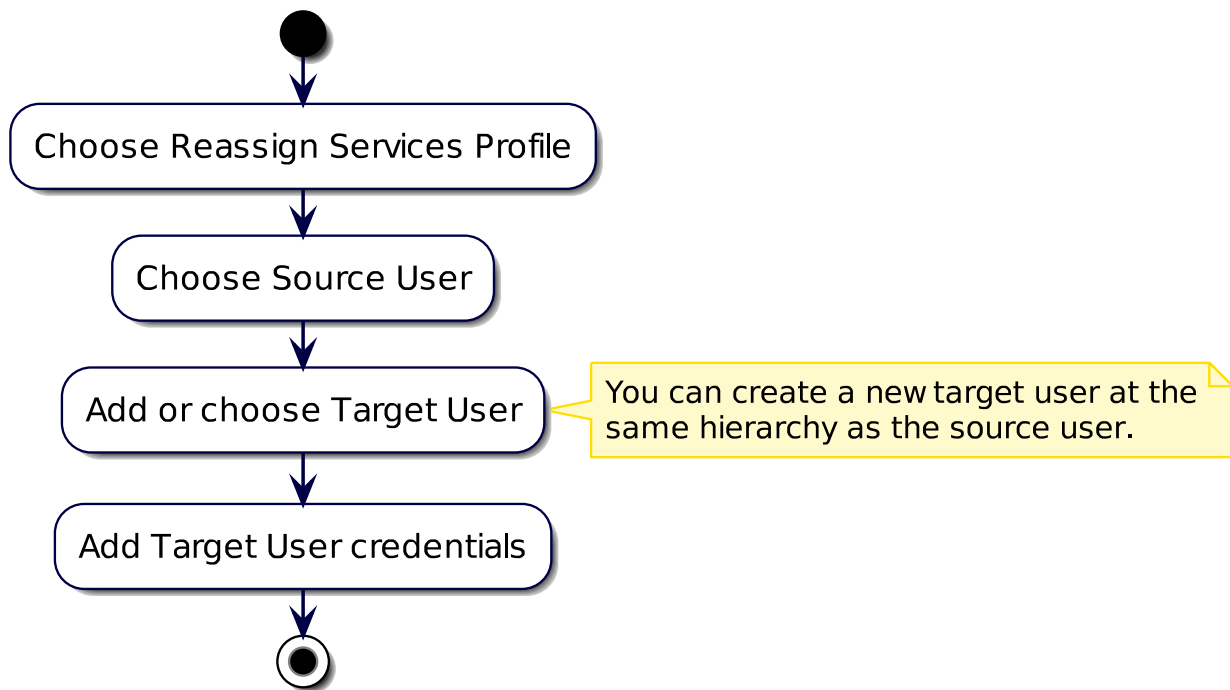 Choose Reassign Services Profile
Choose Source User
Add or choose Target User
You can create a new target user at the
same hierarchy as the source user.
Add Target User credentials